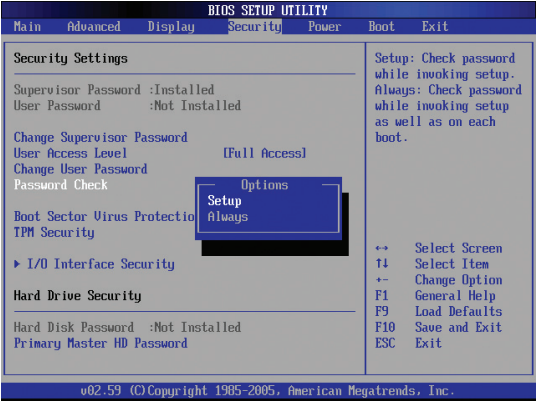 BIOS SETUP UTILITY
Main Advanced Display Security Power Boot Exit
Security Settings
Supervisor Password :Installed
User Password :Not Installed
Change Supervisor Password
User Access Level [Full Access]
Change User Password
Password Check
Boot Sector Virus Protectio
TPM Security
I/O Interface Security
Hard Drive Security
Hard Disk Password :Not Installed
Primary Master HD Password
Options
Setup
Always
Setup: Check password
while invoking setup.
Always: Check password
while invoking setup
as well as on each
boot.
↔ Select Screen
↑↓ Select Item
+- Change Option
F1 General Help
F9 Load Defaults
F10 Save and Exit
ESC Exit
v02.59 (C)Copyright 1985-2005, American Megatrends, Inc.